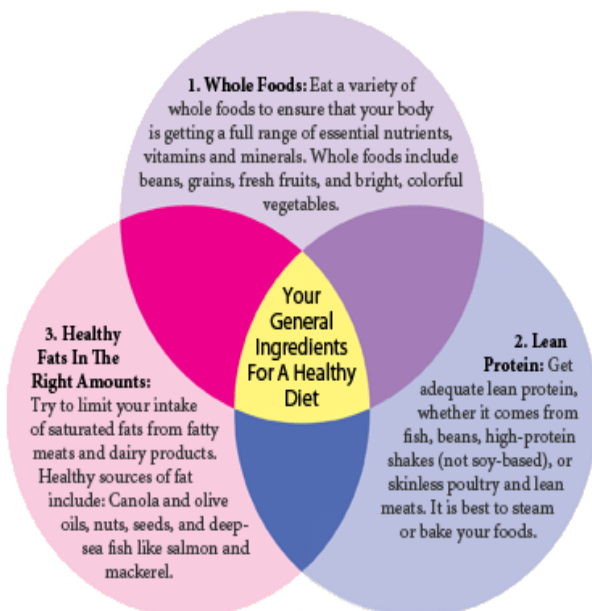 1. Whole Foods: Eat a variety of
whole foods to ensure that your body
is getting a full range of essential nutrients,
vitamins and minerals. Whole foods include
beans, grains, fresh fruits, and bright, colorful
vegetables.
Your
General
Ingredients
For A Healthy
Diet
2. Lean
Protein: Get
adequate lean protein,
whether it comes from
fish, beans, high-protein
shakes (not soy-based), or
skinless poultry and lean
meats. It is best to steam
or bake your foods.
3. Healthy
Fats In The
Right Amounts:
Try to limit your intake
of saturated fats from fatty
meats and dairy products.
Healthy sources of fat
include: Canola and olive
oils, nuts, seeds, and deep-
sea fish like salmon and
mackerel.